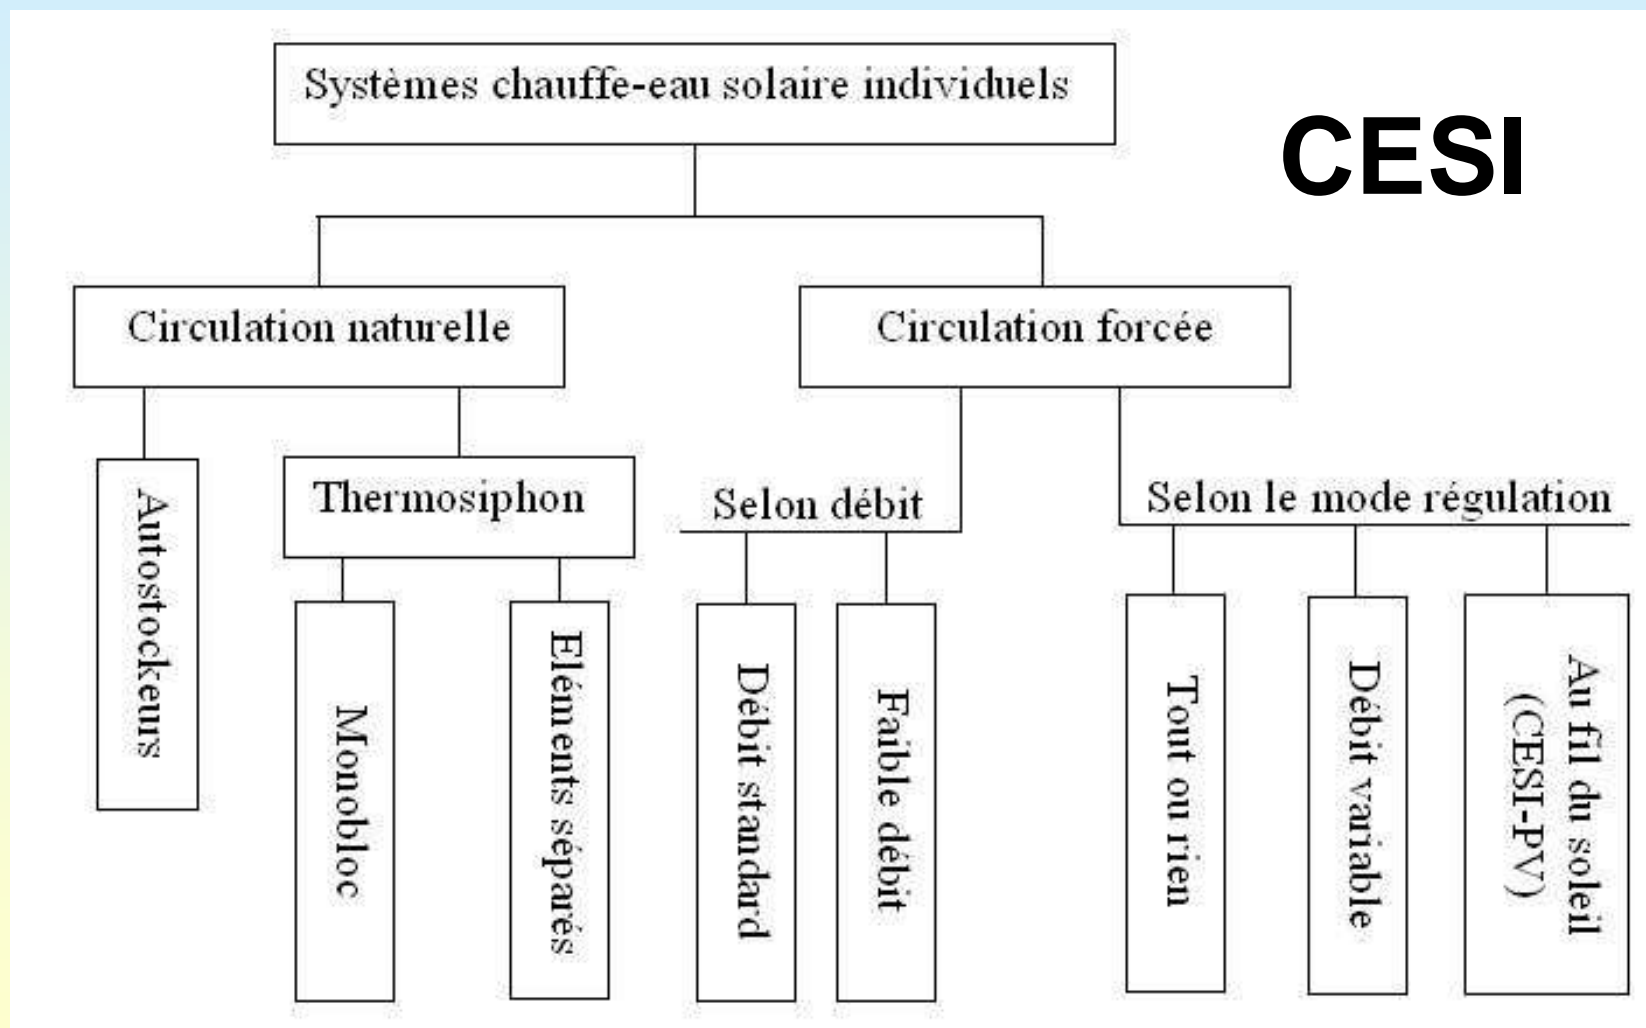 Systèmes chauffe-eau solaire individuels
CESI
Circulation naturelle
Circulation forcée
Autostockeurs
Thermosiphon
Selon débit
Selon le mode régulation
Monobloc
Eléments séparés
Débit standard
Faible débit
Tout ou rien
Débit variable
Au fil du soleil
(CESI-PV)